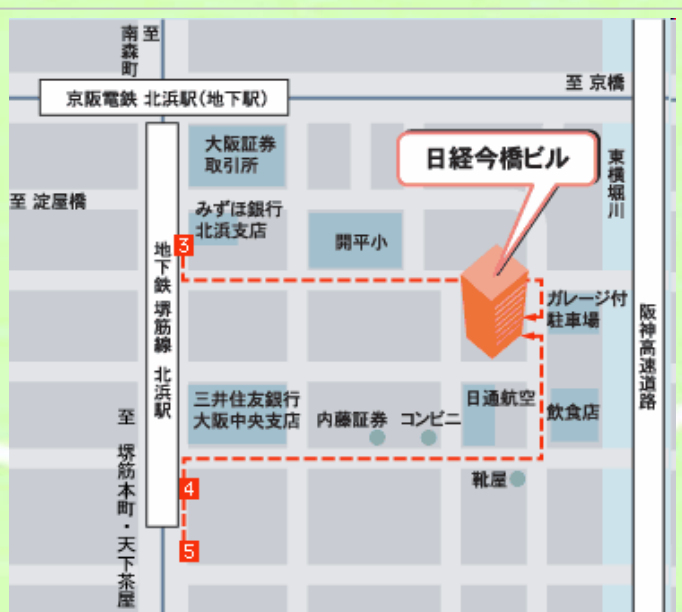 至
南森町
至 京橋
京阪電鉄 北浜駅(地下駅)
大阪証券
取引所
日経今橋ビル
東横堀川
至 淀屋橋
みずほ銀行
北浜支店
開平小
3
地下鉄 堺筋線 北浜駅
ガレージ付
駐車場
阪神高速道路
三井住友銀行
大阪中央支店
内藤証券
コンビニ
日通航空
飲食店
至 堺筋本町・天下茶屋
靴屋
4
5